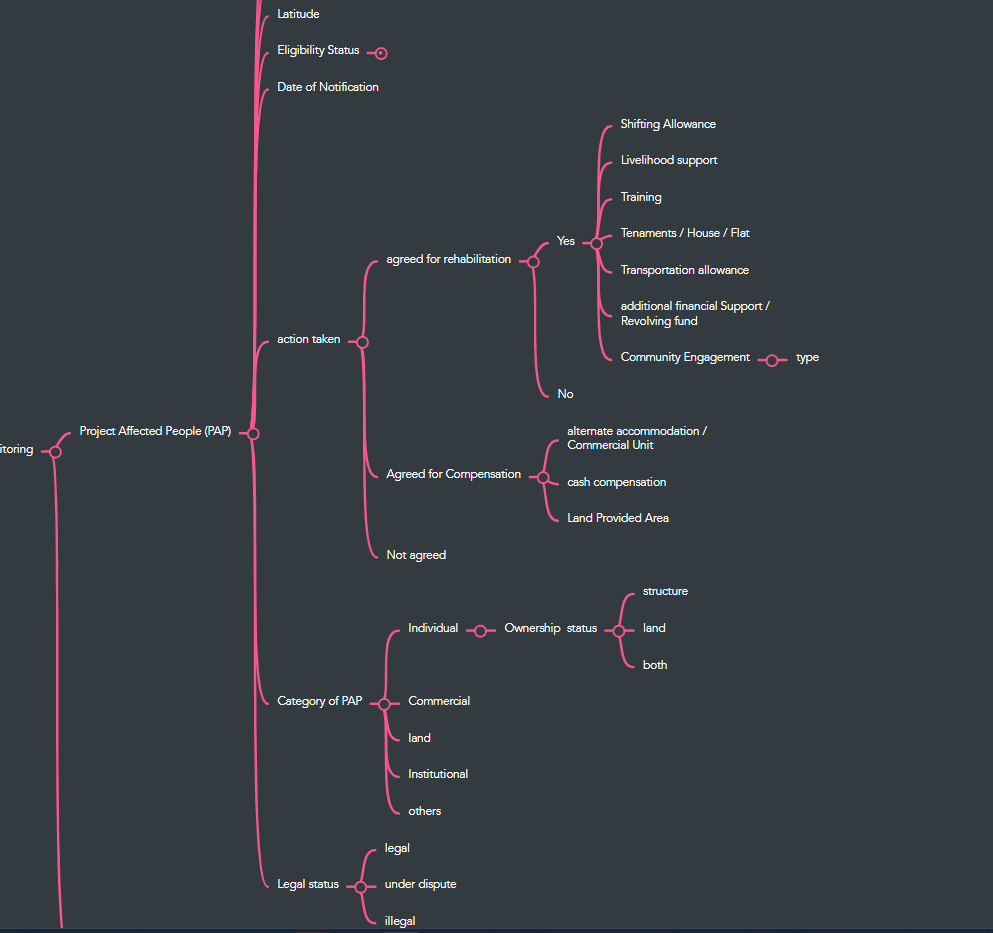 Latitude
Eligibility Status
Date of Notification
Shifting Allowance
Livelihood support
Training
Yes
Tenaments / House / Flat
agreed for rehabilitation
Transportation allowance
additional financial Support /
Revolving fund
action taken
Community Engagement
type
No
Project Affected People (PAP)
itoring
alternate accommodation /
Commercial Unit
Agreed for Compensation
cash compensation
Land Provided Area
Not agreed
structure
Individual
Ownership status
land
both
Category of PAP
Commercial
land
Institutional
others
legal
Legal status
under dispute
illegal